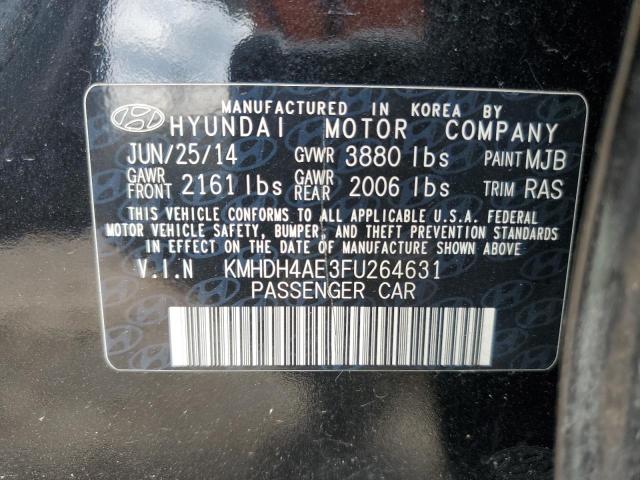 MANUFACTURED IN KOREA BY
HYUNDAI MOTOR COMPANY
JUN/25/14 GVWR 3880 lbs PAINT MJB
GAWR FRONT 2161 lbs GAWR REAR 2006 lbs TRIM RAS
THIS VEHICLE CONFORMS TO ALL APPLICABLE U.S.A. FEDERAL
MOTOR VEHICLE SAFETY, BUMPER, AND THEFT PREVENTION STANDARDS
IN EFFECT ON THE DATE OF MANUFACTURE SHOWN ABOVE
V.I.N KMHDH4AE3FU264631
PASSENGER CAR